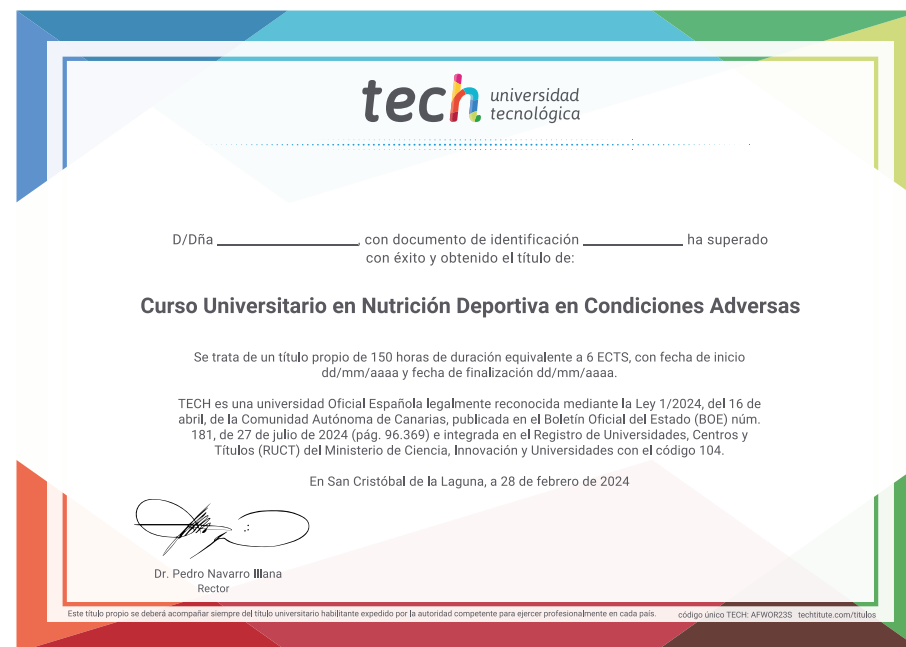 tech universidad
tecnológica
D/Dña ____________________, con documento de identificación ______________ ha superado
con éxito y obtenido el título de:
Curso Universitario en Nutrición Deportiva en Condiciones Adversas
Se trata de un título propio de 150 horas de duración equivalente a 6 ECTS, con fecha de inicio
dd/mm/aaaa y fecha de finalización dd/mm/aaaa.
TECH es una universidad Oficial Española legalmente reconocida mediante la Ley 1/2024, del 16 de
abril, de la Comunidad Autónoma de Canarias, publicada en el Boletín Oficial del Estado (BOE) núm.
181, de 27 de julio de 2024 (pág. 96.369) e integrada en el Registro de Universidades, Centros y
Títulos (RUCT) del Ministerio de Ciencia, Innovación y Universidades con el código 104.
En San Cristóbal de la Laguna, a 28 de febrero de 2024
Dr. Pedro Navarro Illana
Rector
Este título propio se deberá acompañar siempre del título universitario habilitante expedido por la autoridad competente para ejercer profesionalmente en cada país. código único TECH: AFWOR23S techtitute.com/titulos